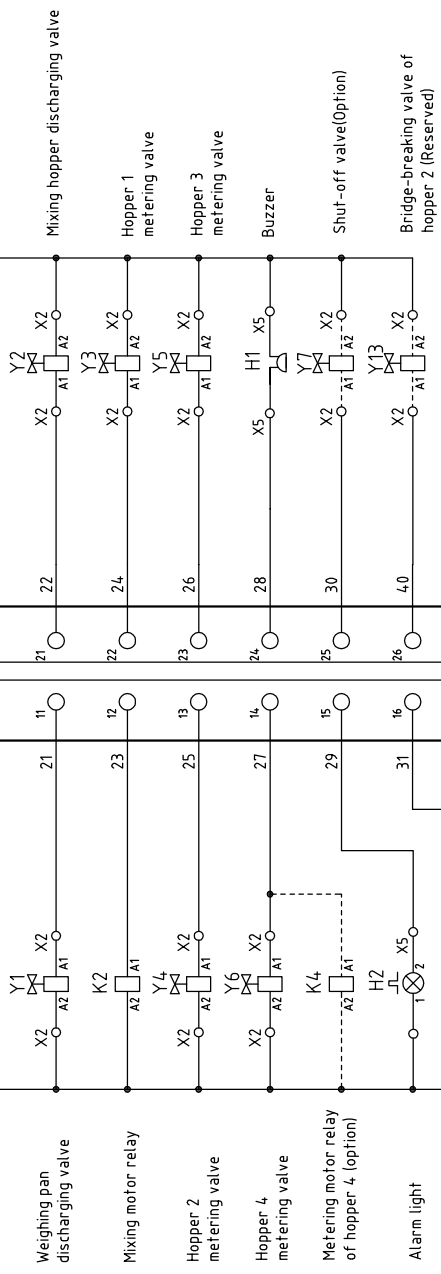 Mixing hopper discharging valve
Hopper 1
metering valve
Hopper 3
metering valve
Buzzer
Shut-off valve(Option)
Bridge-breaking valve of
hopper 2 (Reserved)
X2
Y2
A2
A1
X2
22
21
X2
Y3
A2
A1
X2
24
22
X2
Y5
A2
A1
X2
26
23
X5
H1
X5
28
24
X2
Y7
A2
A1
X2
30
25
X2
Y13
A2
A1
X2
40
26
11
21
X2
Y1
A1
A2
X2
12
23
K2
A1
A2
13
25
X2
Y4
A1
A2
X2
14
27
X2
Y6
A1
A2
X2
15
29
K4
A1
A2
16
31
X5
H2
2
1
Weighing pan
discharging valve
Mixing motor relay
Hopper 2
metering valve
Hopper 4
metering valve
Metering motor relay
of hopper 4 (option)
Alarm light